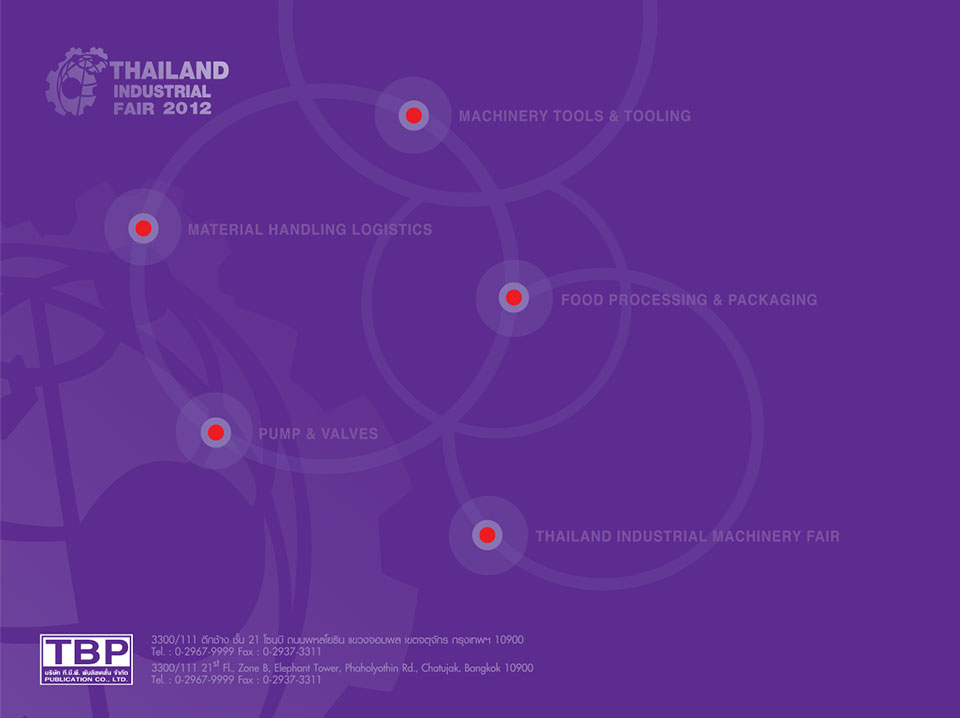 THAILAND
INDUSTRIAL
FAIR 2012
MACHINERY TOOLS & TOOLING
MATERIAL HANDLING LOGISTICS
FOOD PROCESSING & PACKAGING
PUMP & VALVES
THAILAND INDUSTRIAL MACHINERY FAIR
TBP
บริษัท ที.บี.พี. พับลิเคชั่น จำกัด
PUBLICATION CO., LTD.
3300/111 ตึกช้าง ชั้น 21 โซนบี ถนนพหลโยธิน แขวงจอมพล เขตจตุจักร กรุงเทพฯ 10900
Tel. : 0-2967-9999 Fax : 0-2937-3311
3300/111 21st Fl., Zone B, Elephant Tower, Phaholyothin Rd., Chatujak, Bangkok 10900
Tel. : 0-2967-9999 Fax : 0-2937-3311